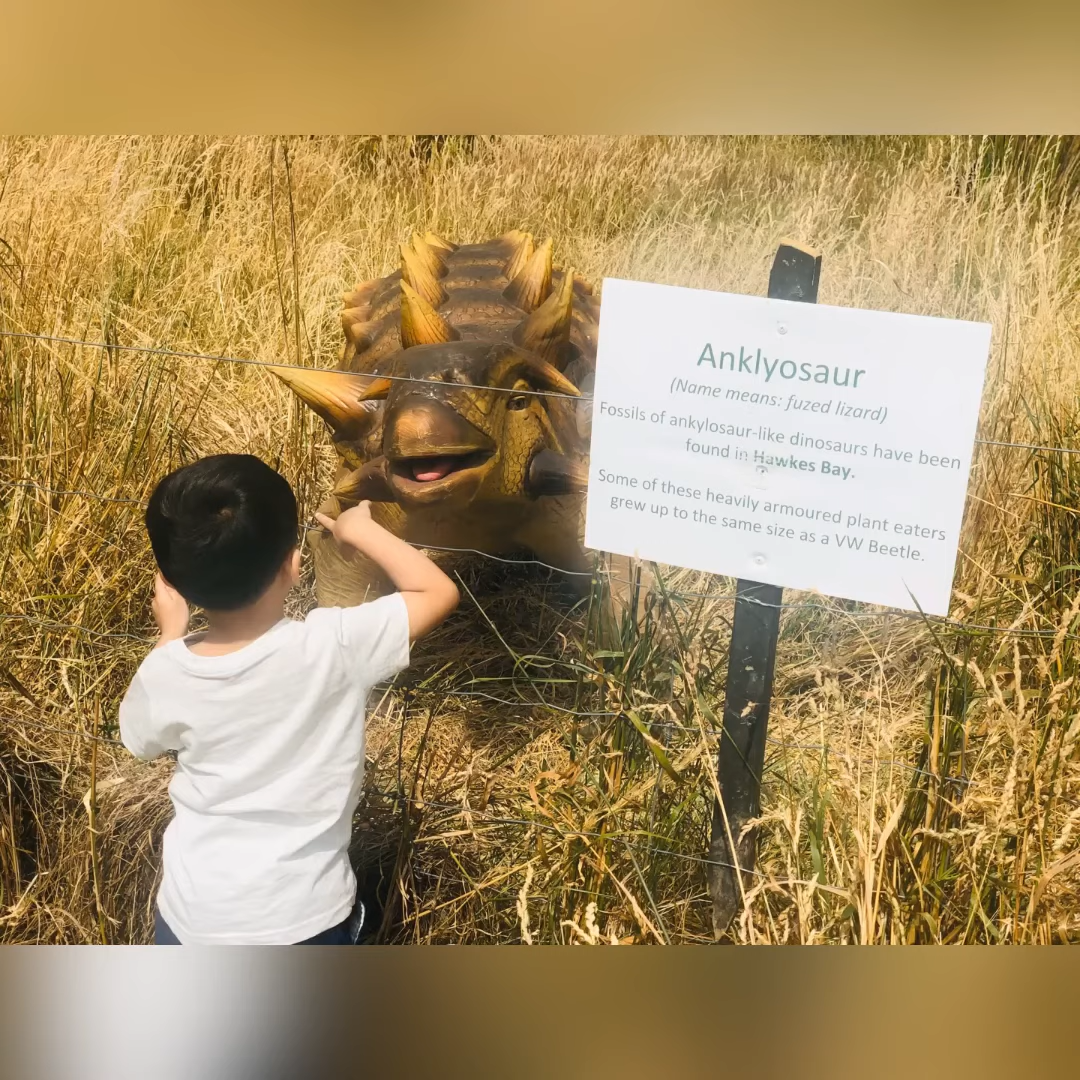 Anklyosaur
(Name means: fuzed lizard)
Fossils of ankylosaur-like dinosaurs have been
found in Hawkes Bay.
Some of these heavily armoured plant eaters
grew up to the same size as a VW Beetle.